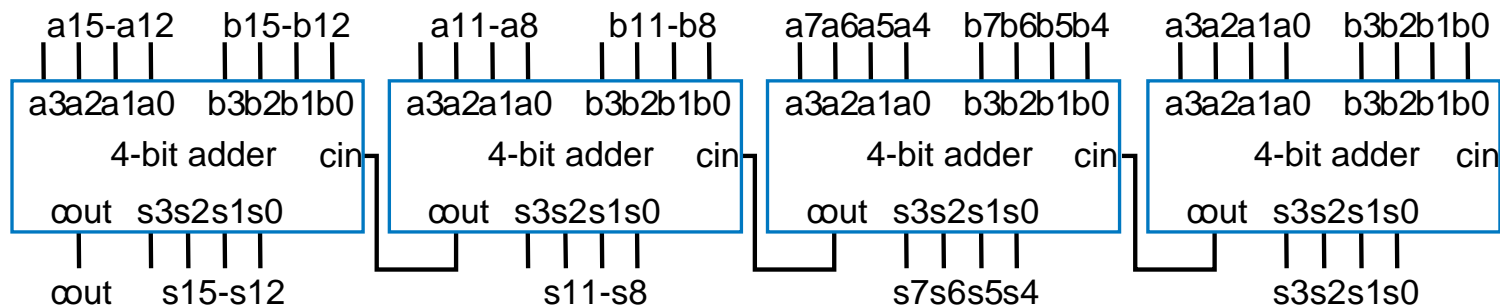 a15-a12 b15-b12 a11-a8 b11-b8 a7a6a5a4 b7b6b5b4 a3a2a1a0 b3b2b1b0
a3a2a1a0 b3b2b1b0 a3a2a1a0 b3b2b1b0 a3a2a1a0 b3b2b1b0 a3a2a1a0 b3b2b1b0
4-bit adder cin 4-bit adder cin 4-bit adder cin 4-bit adder cin
cout s3s2s1s0 cout s3s2s1s0 cout s3s2s1s0 cout s3s2s1s0
cout s15-s12 s11-s8 s7s6s5s4 s3s2s1s0